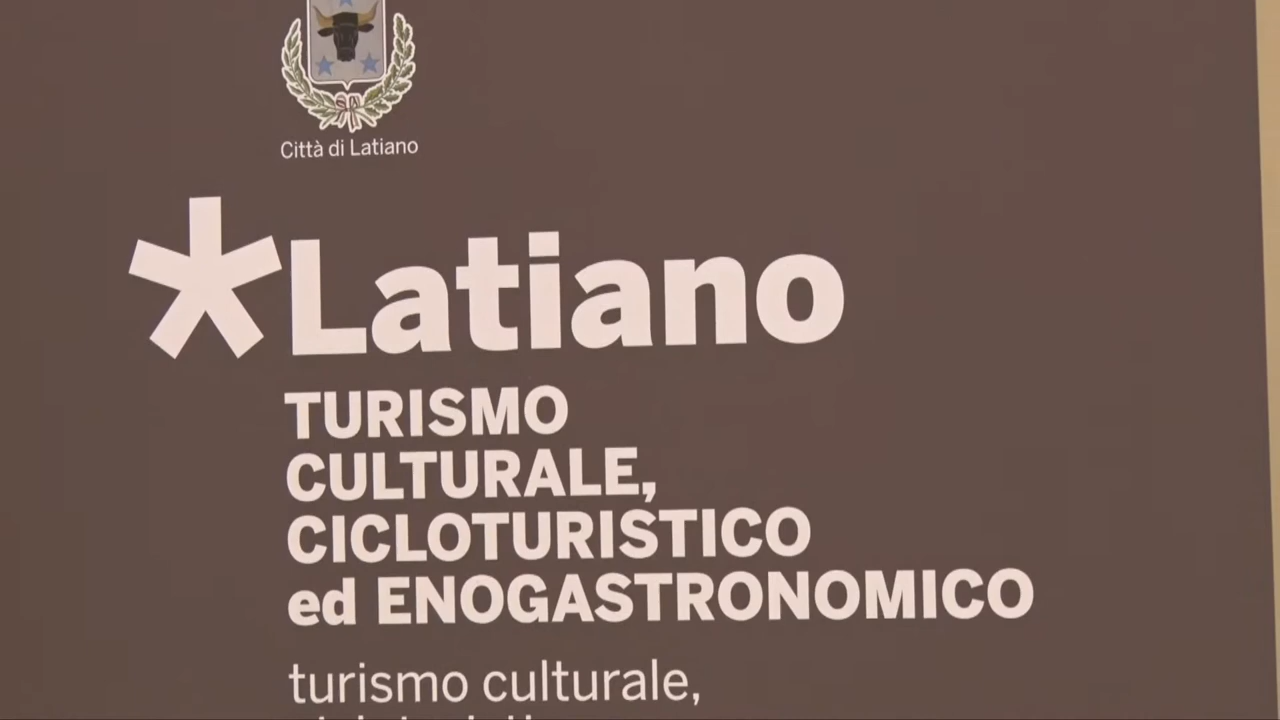 Città di Latiano
*Latiano
TURISMO
CULTURALE,
CICLOTURISTICO
ed ENOGASTRONOMICO
turismo culturale,